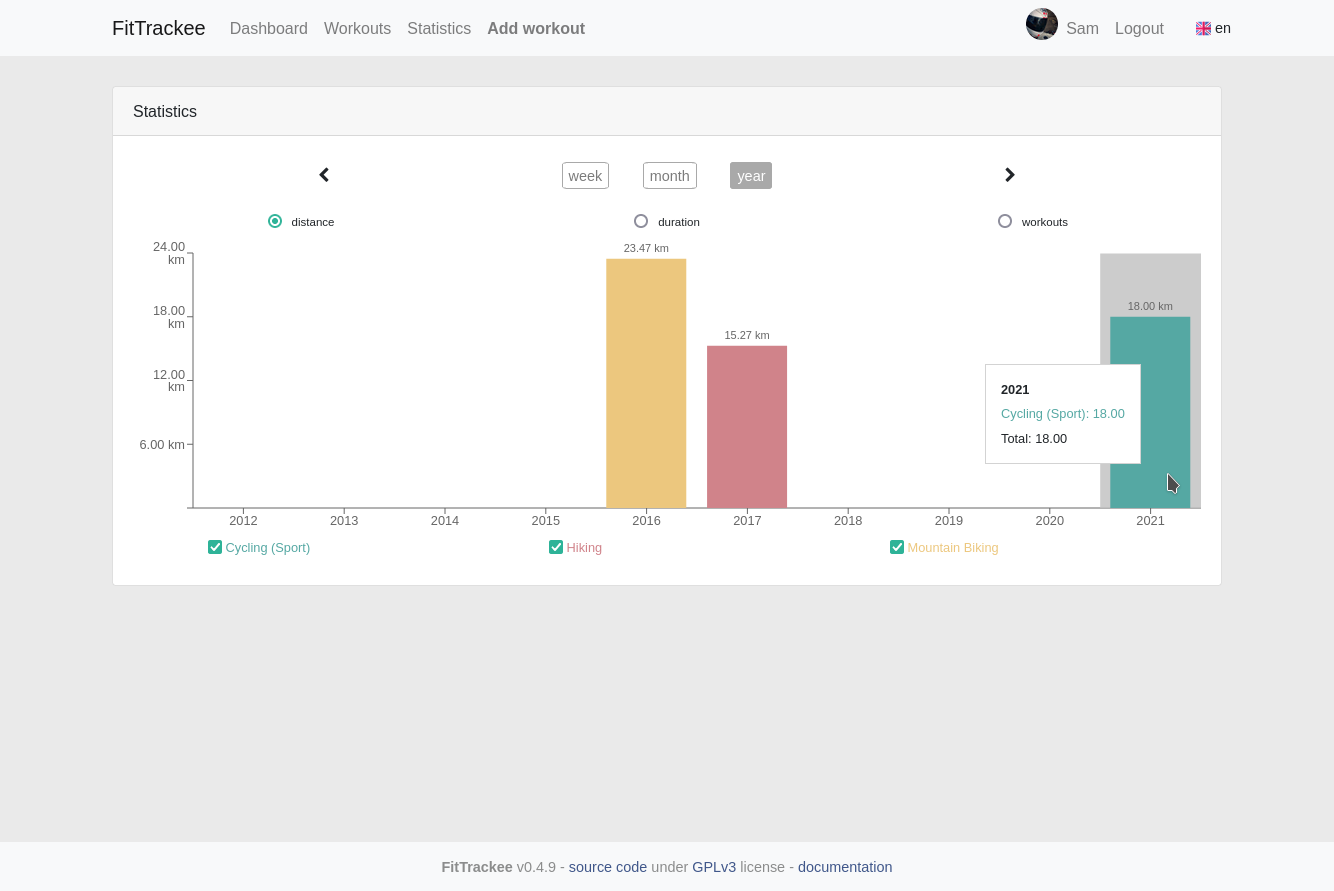 FitTrackee Dashboard Workouts Statistics Add workout Sam Logout en
Statistics
week month year
distance duration workouts
24.00
km
18.00
km
12.00
km
6.00 km
23.47 km
15.27 km
18.00 km
2021
Cycling (Sport): 18.00
Total: 18.00
2012 2013 2014 2015 2016 2017 2018 2019 2020 2021
Cycling (Sport) Hiking Mountain Biking
FitTrackee v0.4.9 - source code under GPLv3 license - documentation